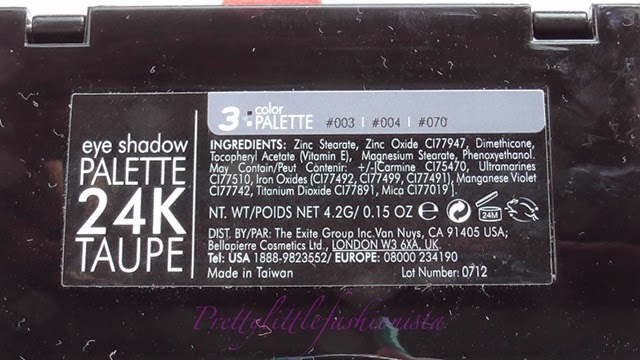 eye shadow
PALETTE
24K
TAUPE
3 color
PALETTE #003 | #004 | #070
INGREDIENTS: Zinc Stearate, Zinc Oxide CI77947, Dimethicone,
Tocopheryl Acetate (Vitamin E), Magnesium Stearate, Phenoxyethanol.
May Contain/Peut Contenir: +/-(Carmine CI75470, Ultramarines
CI77510, Iron Oxides (CI77492, CI77499, CI77491) Manganese Violet
CI77742, Titanium Dioxide CI77891, Mica CI77019 ).
NT. WT/POIDS NET 4.2G/ 0.15 OZ e 24M
DIST. BY/PAR: The Exite Group Inc.Van Nuys, CA 91405 USA,
Bellapierre Cosmetics Ltd., LONDON W3 6XA, UK
Tel: USA 1888-9823552/ EUROPE: 08000 234190
Made in Taiwan Lot Number: 0712
Prettylittlefashionista